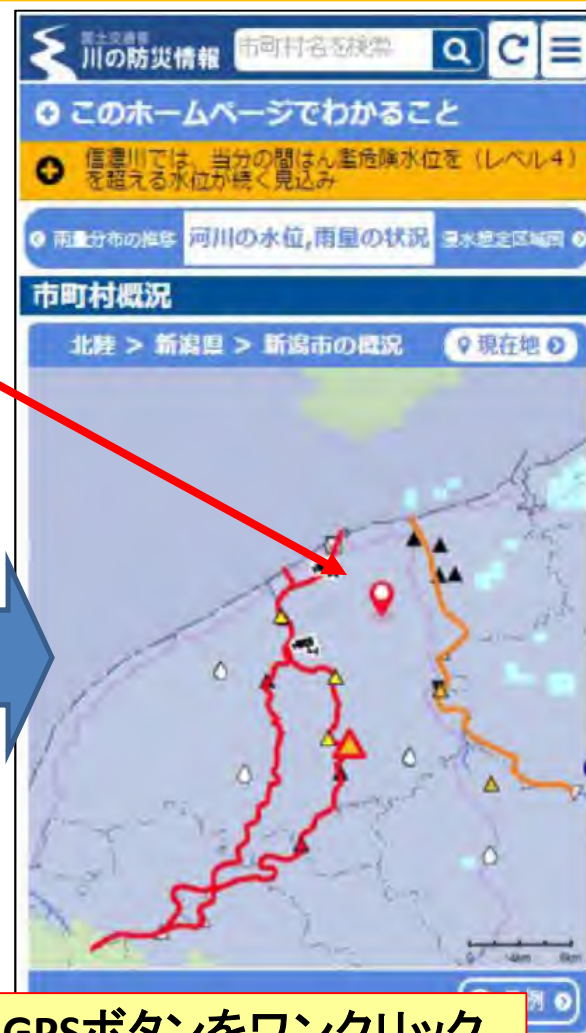 国土交通省
川の防災情報
市町村名を検索
このホームページでわかること
信濃川では、当分の間はん濫危険水位を（レベル４）
を超える水位が続く見込み
雨量分布の推移 河川の水位,雨量の状況 浸水想定区域図
市町村概況
北陸 > 新潟県 > 新潟市の概況 現在地
0 4km 8km
GPSボタンをワンクリック